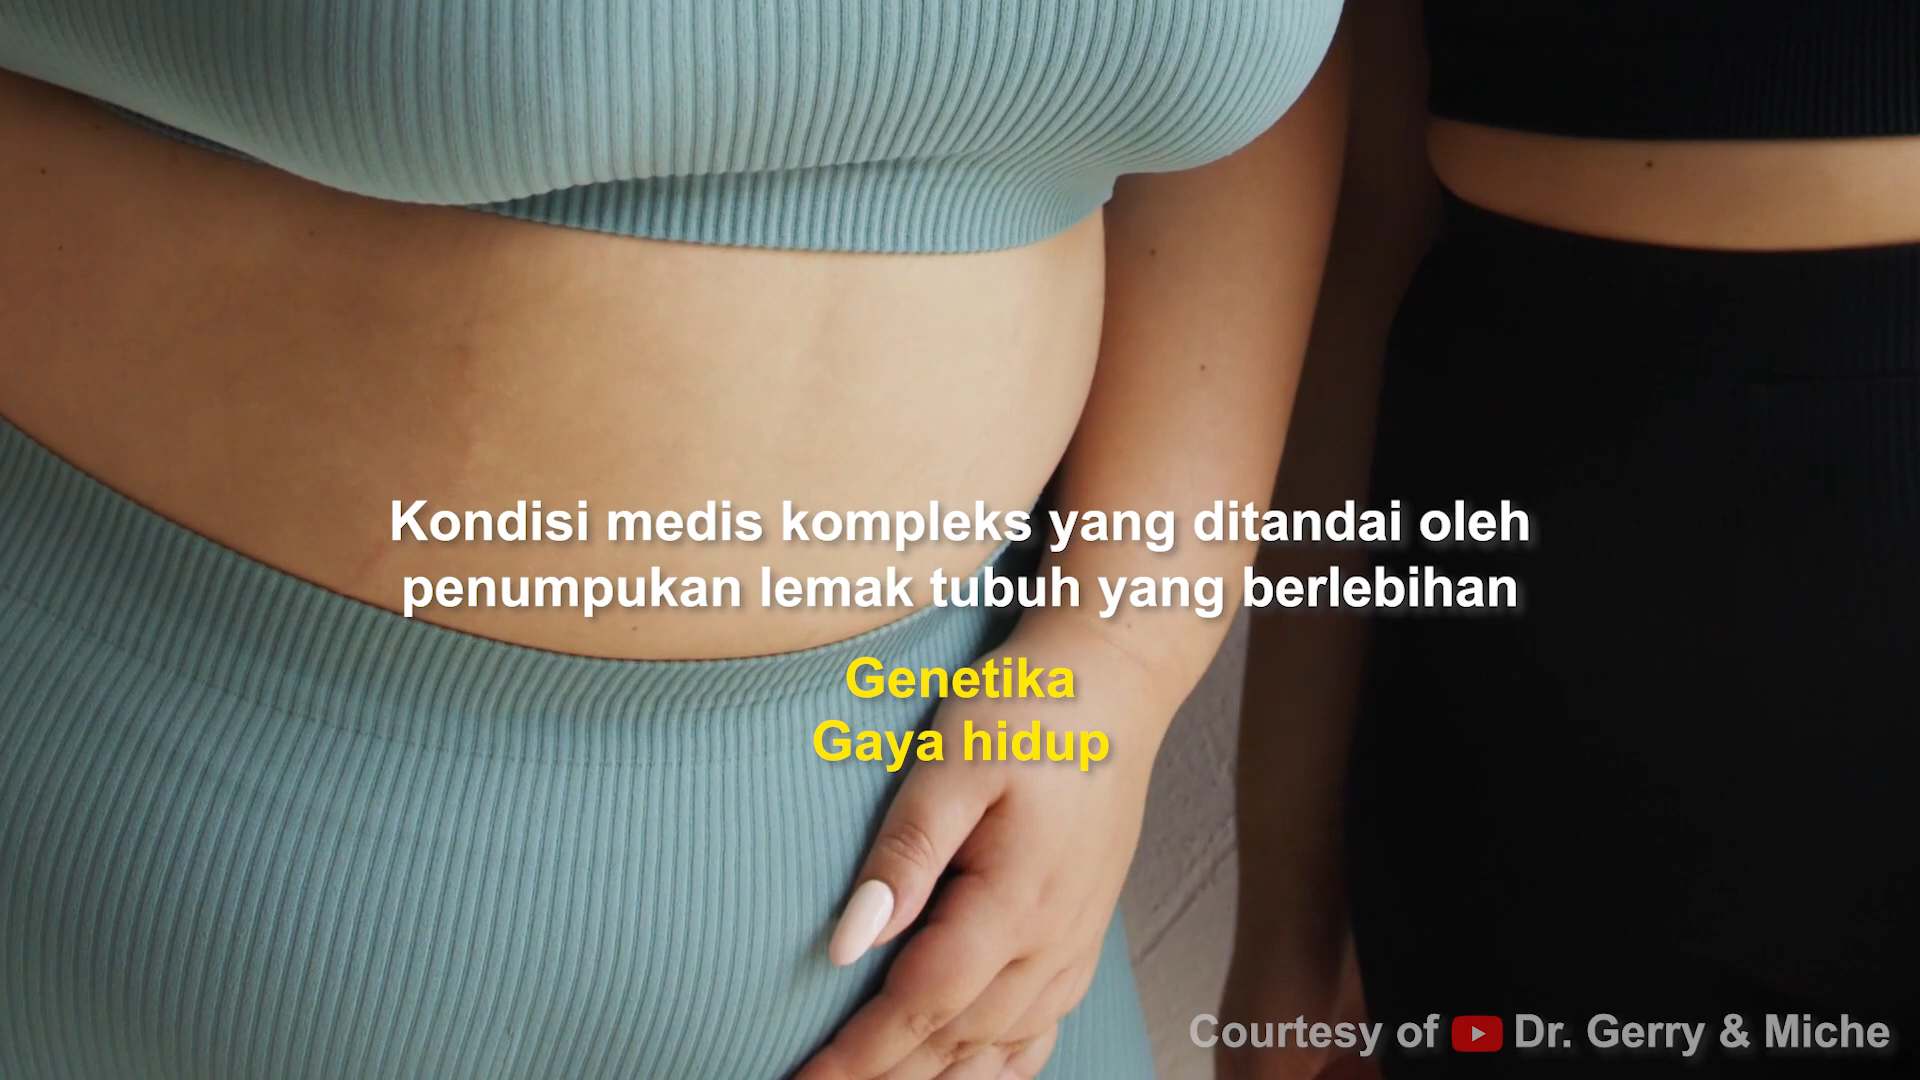 Kondisi medis kompleks yang ditandai oleh
penumpukan lemak tubuh yang berlebihan
Genetika
Gaya hidup
Courtesy of Dr. Gerry & Miche